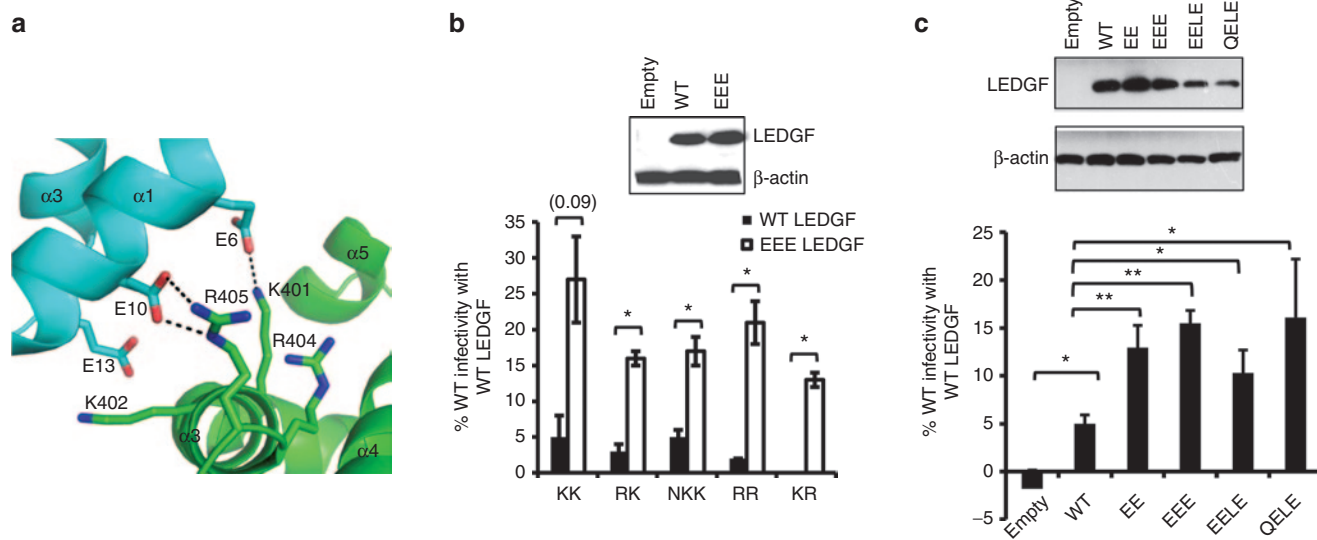 a
α3
α1
E6
α5
K401
R405
E10
R404
E13
K402
α3
α4
b
Empty
WT
EEE
LEDGF
β-actin
(0.09)
WT LEDGF
EEE LEDGF
*
*
*
*
% WT infectivity with
WT LEDGF
35
30
25
20
15
10
5
0
KK
RK
NKK
RR
KR
c
Empty
WT
EE
EEE
EELE
QELE
LEDGF
β-actin
% WT infectivity with
WT LEDGF
25
20
15
10
5
0
−5
*
*
**
**
*
Empty
WT
EE
EEE
EELE
QELE